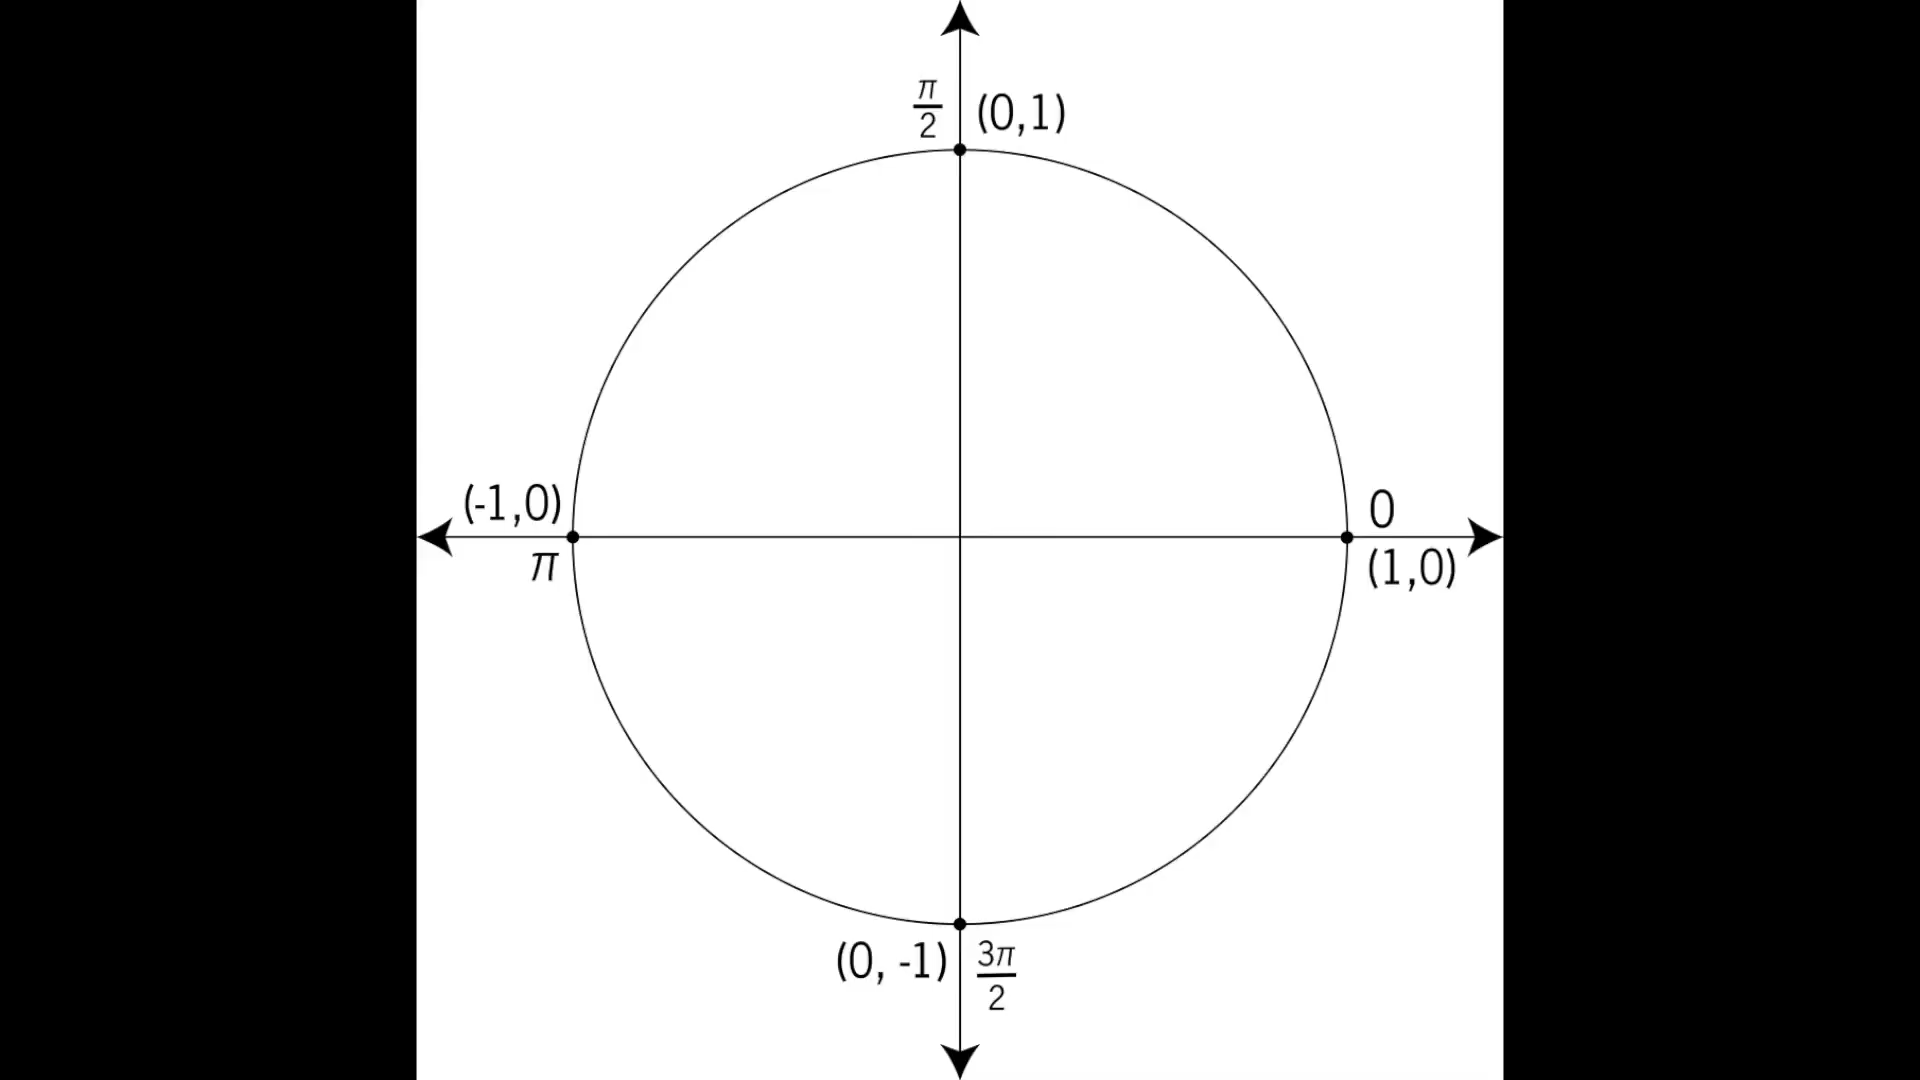 π/2 (0,1)
(-1,0) 0
π (1,0)
(0, -1) 3π/2